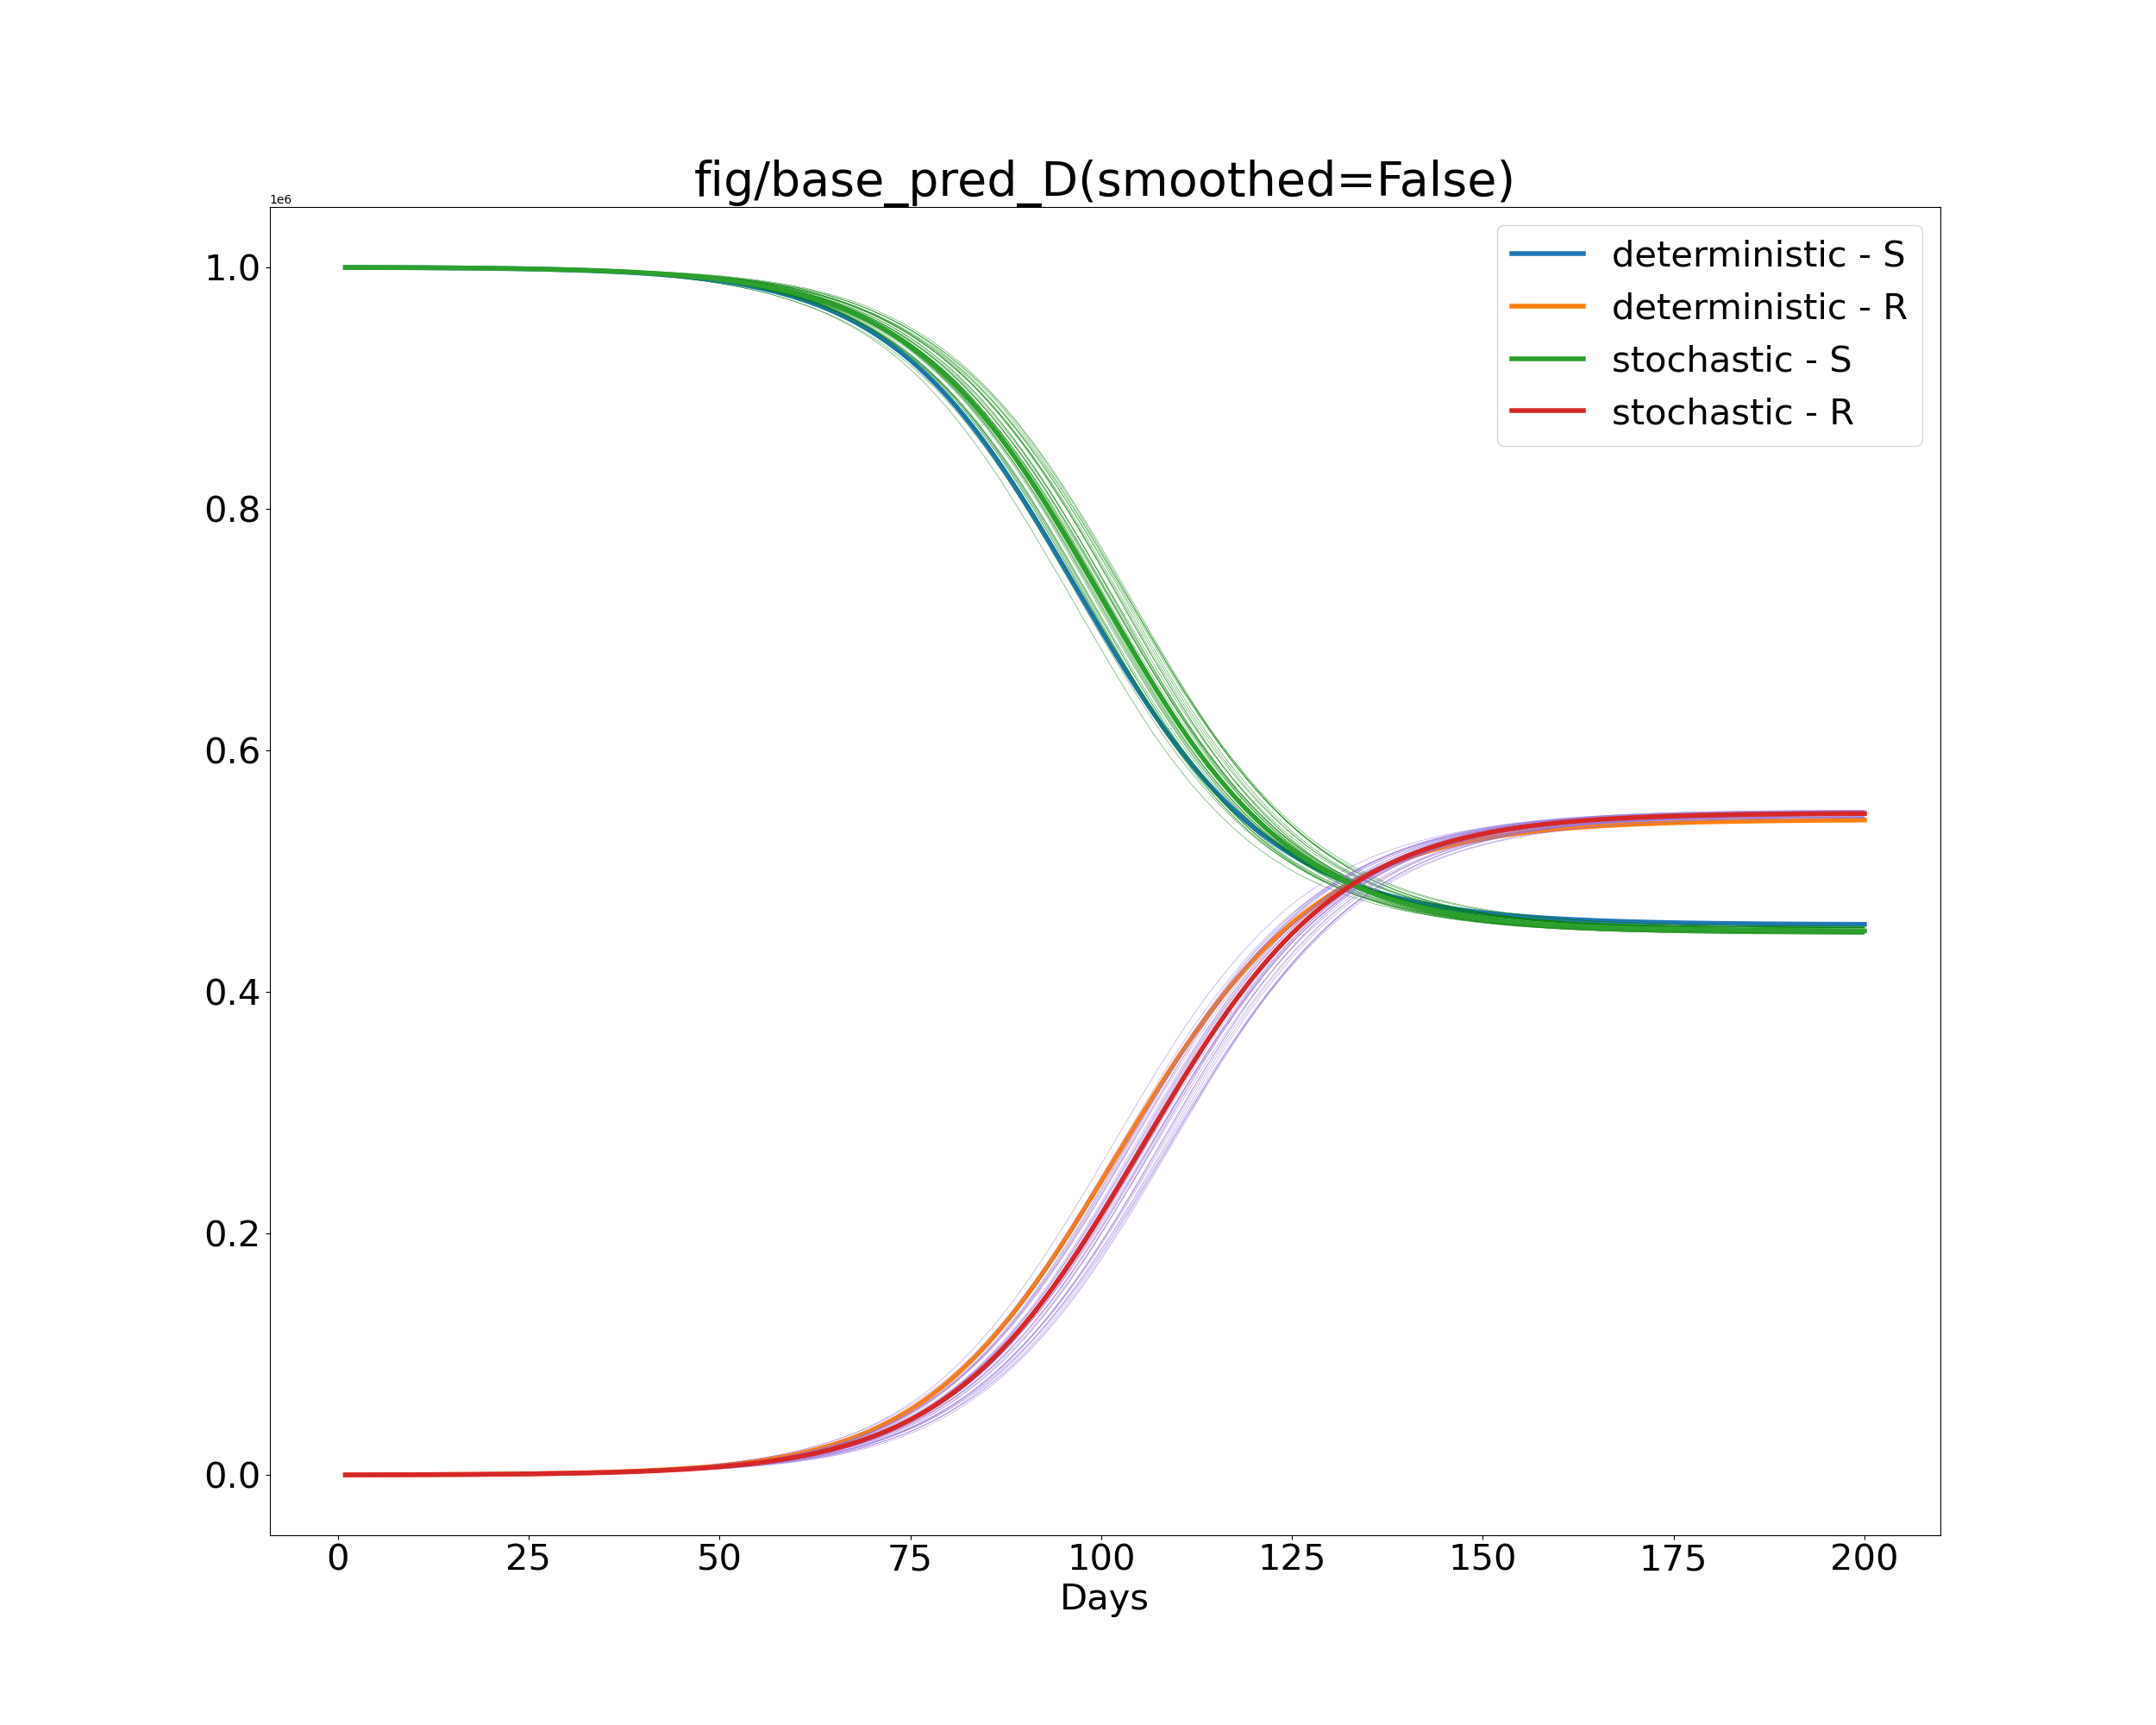 fig/base_pred_D(smoothed=False)
1e6
deterministic - S
deterministic - R
stochastic - S
stochastic - R
1.0
0.8
0.6
0.4
0.2
0.0
0 25 50 75 100 125 150 175 200
Days